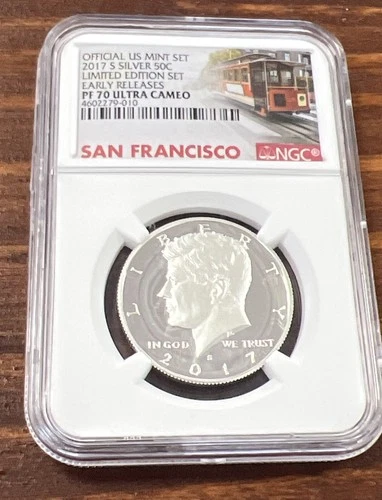 OFFICIAL US MINT SET
2017 S SILVER 50C
LIMITED EDITION SET
EARLY RELEASES
PF 70 ULTRA CAMEO
4602279-010
SAN FRANCISCO NGC®
LIBERTY
IN GOD WE TRUST
S
2017